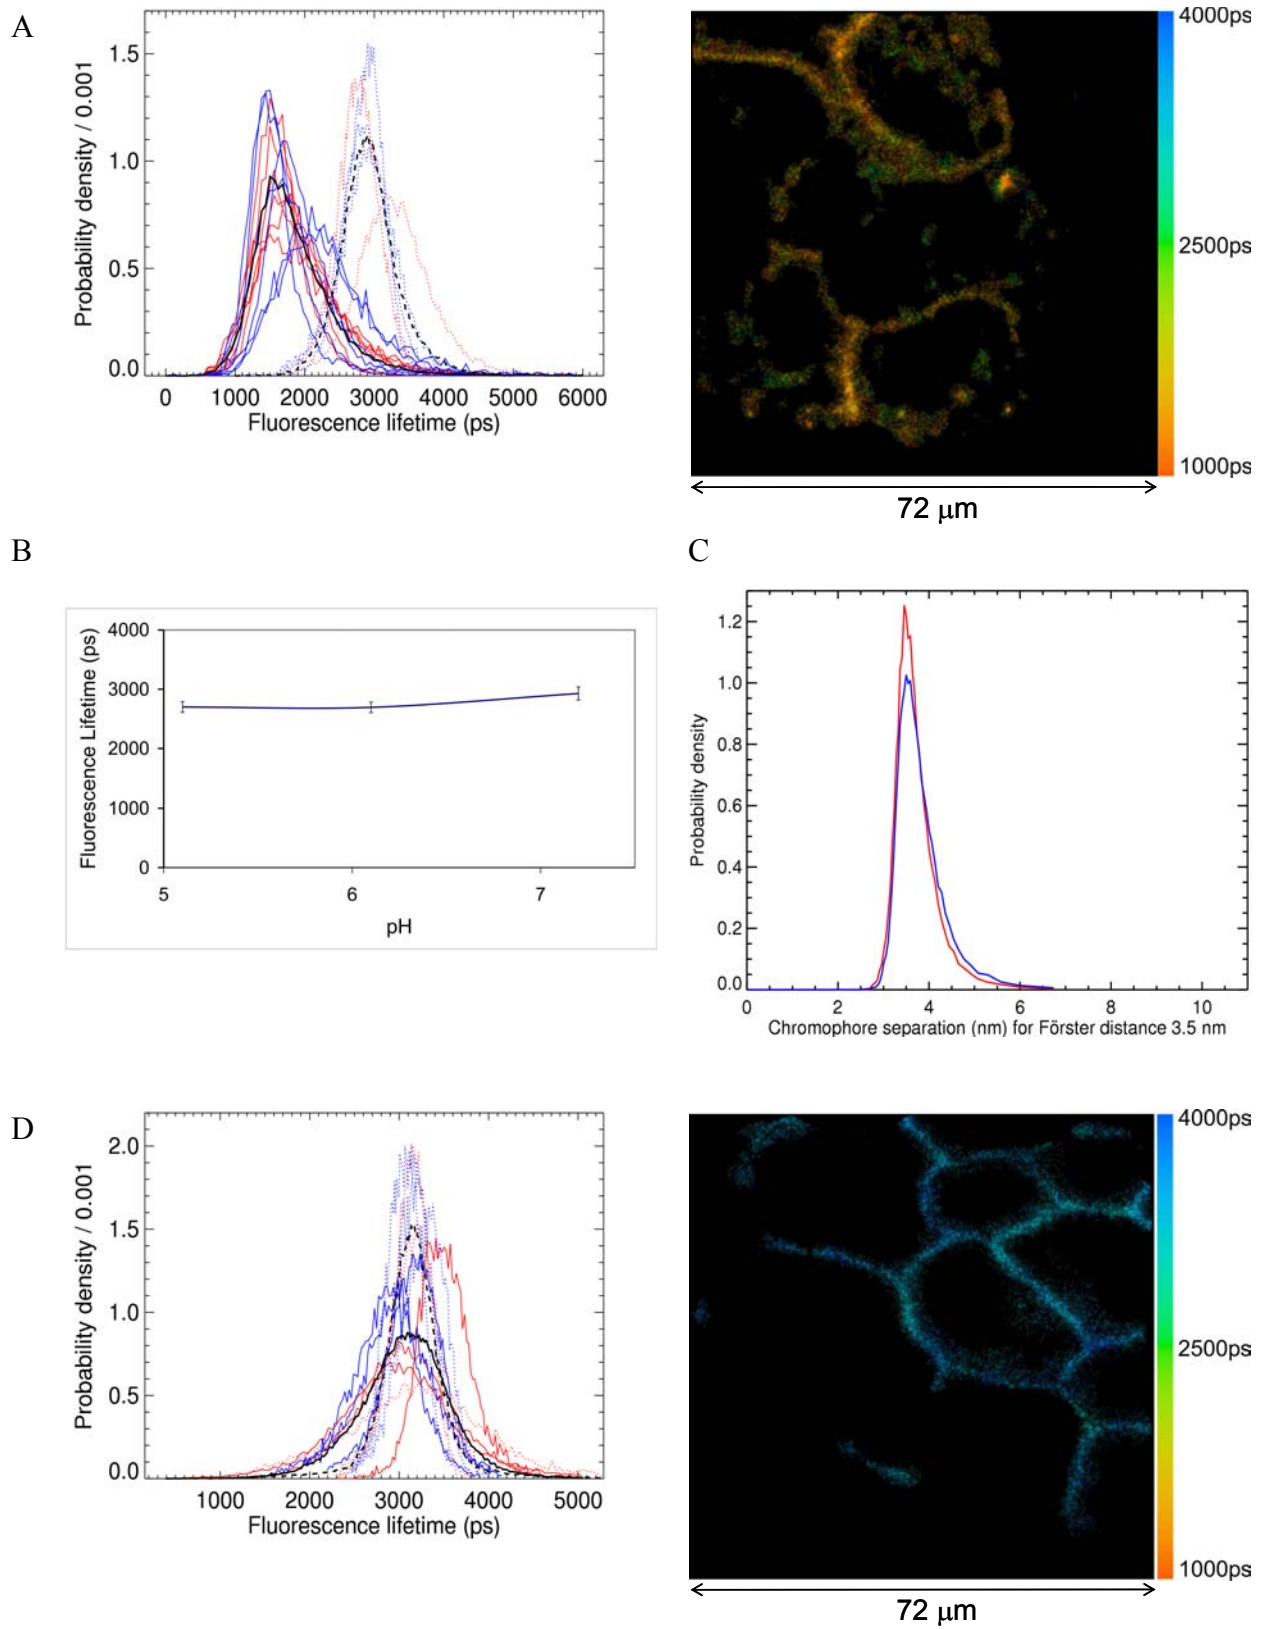 A
Probability density / 0.001
1.5
1.0
0.5
0.0
0 1000 2000 3000 4000 5000 6000
Fluorescence lifetime (ps)
4000ps
2500ps
1000ps
72 μm
B
Fluorescence Lifetime (ps)
4000
3000
2000
1000
0
5 6 7
pH
C
Probability density
1.2
1.0
0.8
0.6
0.4
0.2
0.0
0 2 4 6 8 10
Chromophore separation (nm) for Förster distance 3.5 nm
D
Probability density / 0.001
2.0
1.5
1.0
0.5
0.0
1000 2000 3000 4000 5000
Fluorescence lifetime (ps)
4000ps
2500ps
1000ps
72 μm